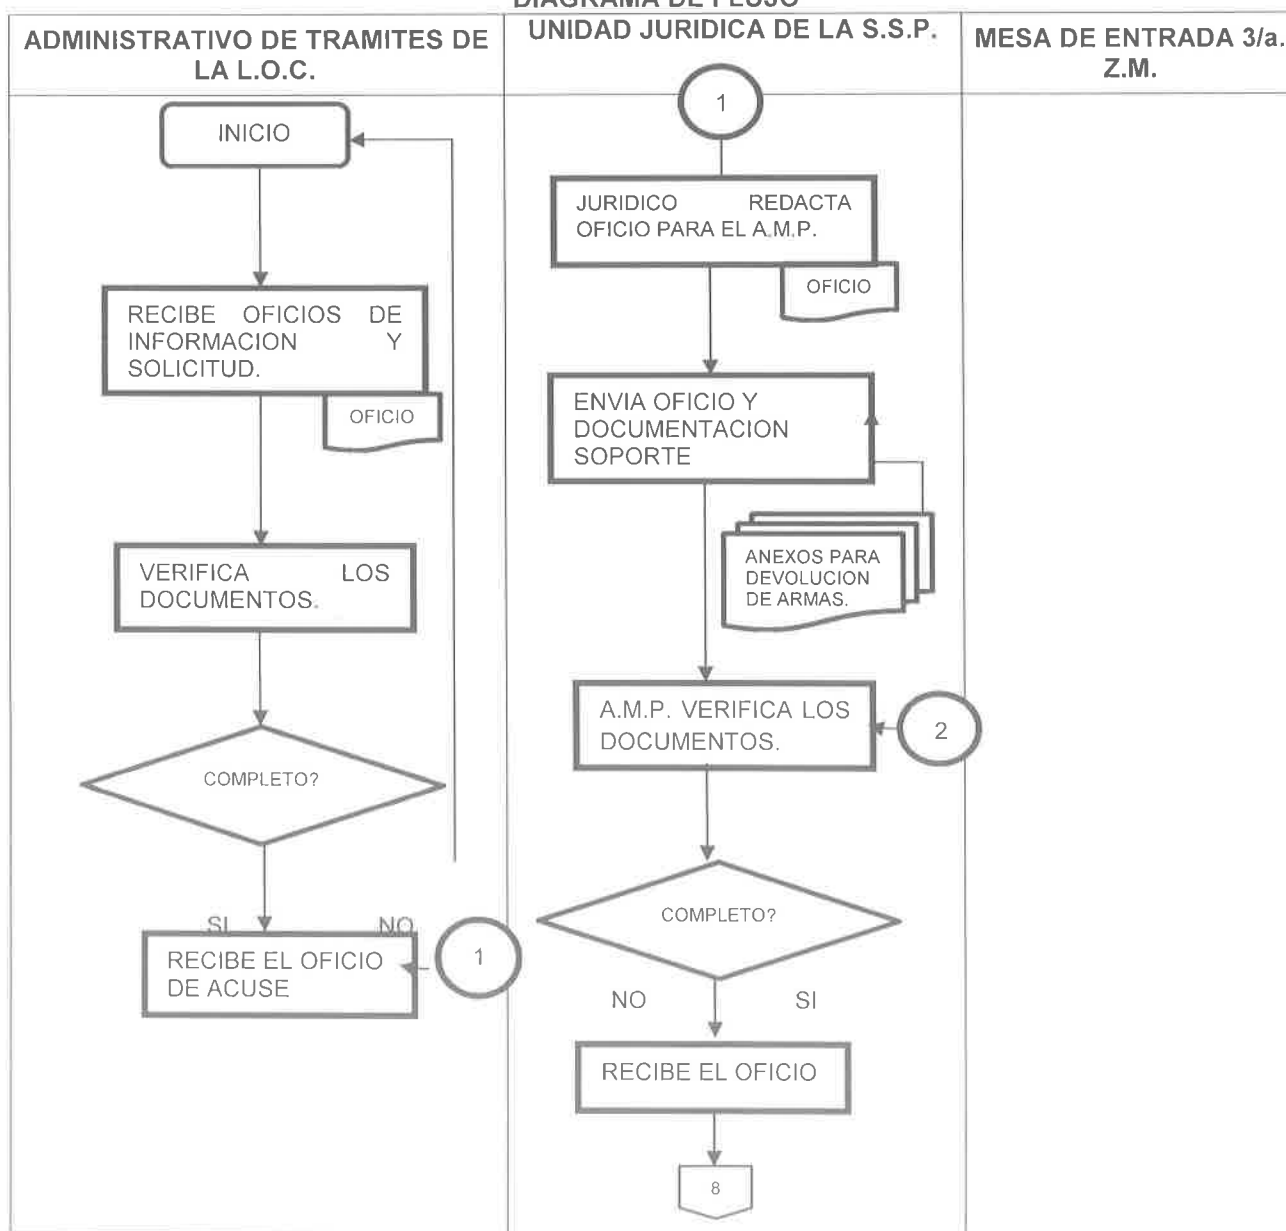 DIAGRAMA DE FLUJO
ADMINISTRATIVO DE TRAMITES DE
LA L.O.C.
UNIDAD JURIDICA DE LA S.S.P.
MESA DE ENTRADA 3/a.
Z.M.
INICIO
RECIBE OFICIOS DE
INFORMACION Y
SOLICITUD.
OFICIO
VERIFICA LOS
DOCUMENTOS.
COMPLETO?
SI NO
RECIBE EL OFICIO
DE ACUSE
1
1
JURIDICO REDACTA
OFICIO PARA EL A.M.P.
OFICIO
ENVIA OFICIO Y
DOCUMENTACION
SOPORTE
ANEXOS PARA
DEVOLUCION
DE ARMAS.
A.M.P. VERIFICA LOS
DOCUMENTOS.
2
COMPLETO?
NO SI
RECIBE EL OFICIO
8